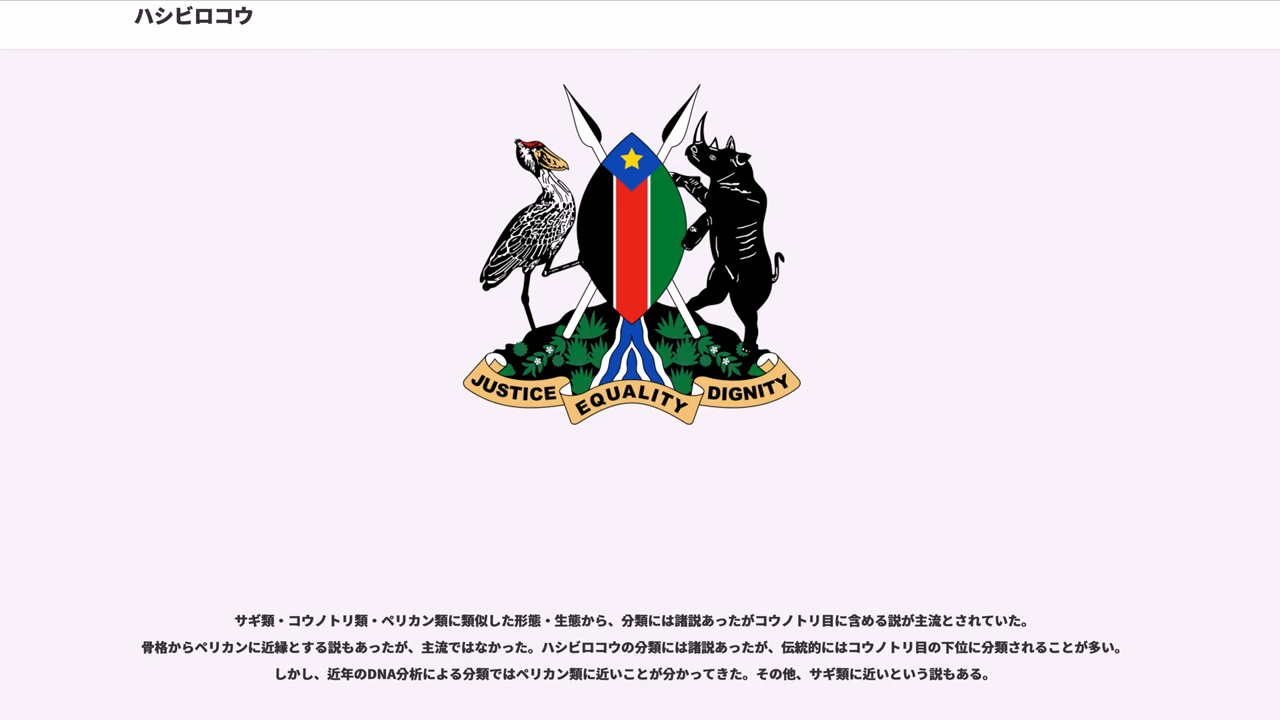 ハシビロコウ
JUSTICE EQUALITY DIGNITY
サギ類・コウノトリ類・ペリカン類に類似した形態・生態から、分類には諸説あったがコウノトリ目に含める説が主流とされていた。
骨格からペリカンに近縁とする説もあったが、主流ではなかった。ハシビロコウの分類には諸説あったが、伝統的にはコウノトリ目の下位に分類されることが多い。
しかし、近年のDNA分析による分類ではペリカン類に近いことが分かってきた。その他、サギ類に近いという説もある。